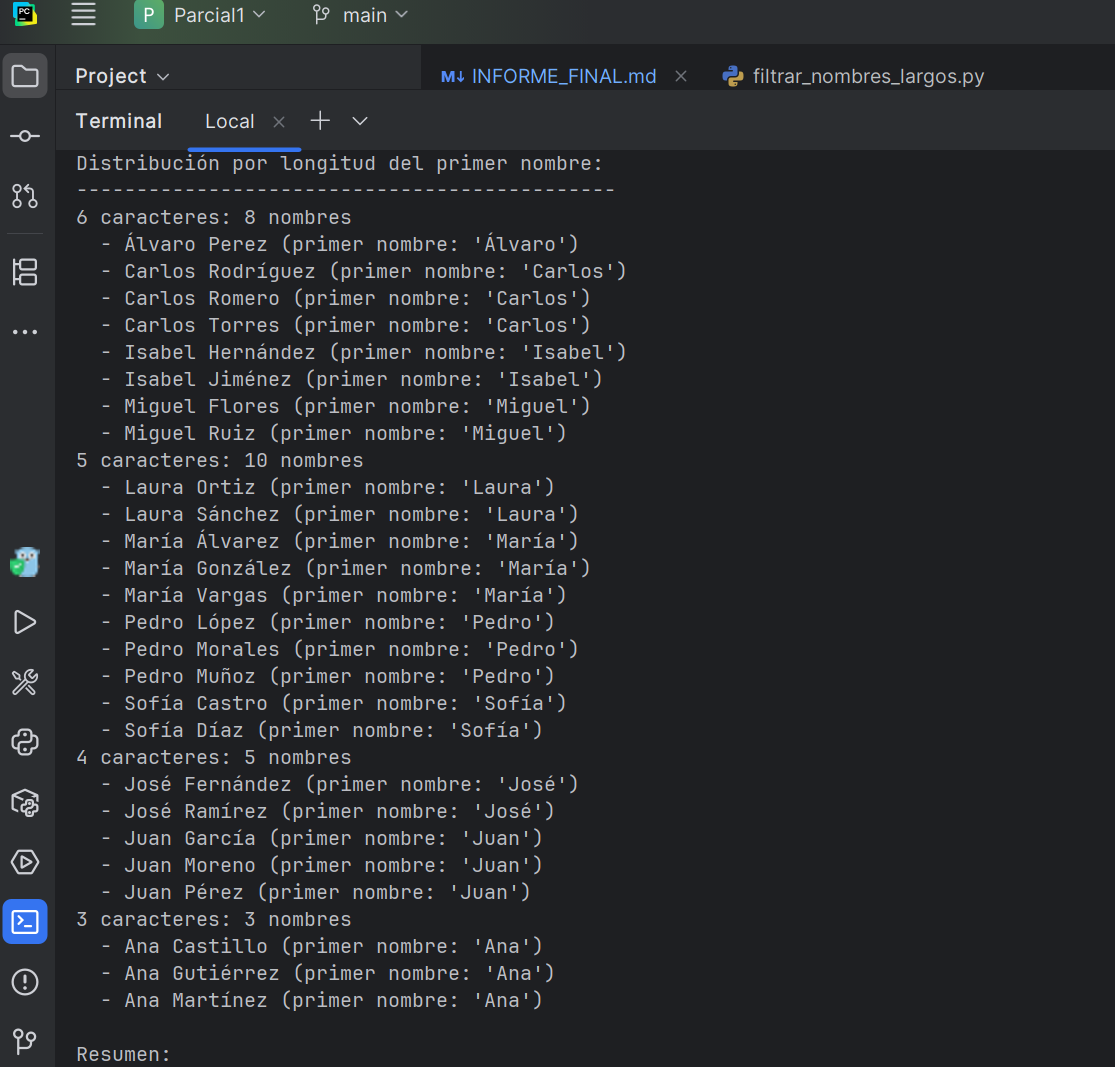 PC
P Parcial1 main
Project
M↓ INFORME_FINAL.md
filtrar_nombres_largos.py
Terminal Local
Distribución por longitud del primer nombre:
---------------------------------------------
6 caracteres: 8 nombres
- Álvaro Perez (primer nombre: 'Álvaro')
- Carlos Rodríguez (primer nombre: 'Carlos')
- Carlos Romero (primer nombre: 'Carlos')
- Carlos Torres (primer nombre: 'Carlos')
- Isabel Hernández (primer nombre: 'Isabel')
- Isabel Jiménez (primer nombre: 'Isabel')
- Miguel Flores (primer nombre: 'Miguel')
- Miguel Ruiz (primer nombre: 'Miguel')
5 caracteres: 10 nombres
- Laura Ortiz (primer nombre: 'Laura')
- Laura Sánchez (primer nombre: 'Laura')
- María Álvarez (primer nombre: 'María')
- María González (primer nombre: 'María')
- María Vargas (primer nombre: 'María')
- Pedro López (primer nombre: 'Pedro')
- Pedro Morales (primer nombre: 'Pedro')
- Pedro Muñoz (primer nombre: 'Pedro')
- Sofía Castro (primer nombre: 'Sofía')
- Sofía Díaz (primer nombre: 'Sofía')
4 caracteres: 5 nombres
- José Fernández (primer nombre: 'José')
- José Ramírez (primer nombre: 'José')
- Juan García (primer nombre: 'Juan')
- Juan Moreno (primer nombre: 'Juan')
- Juan Pérez (primer nombre: 'Juan')
3 caracteres: 3 nombres
- Ana Castillo (primer nombre: 'Ana')
- Ana Gutiérrez (primer nombre: 'Ana')
- Ana Martínez (primer nombre: 'Ana')
Resumen: